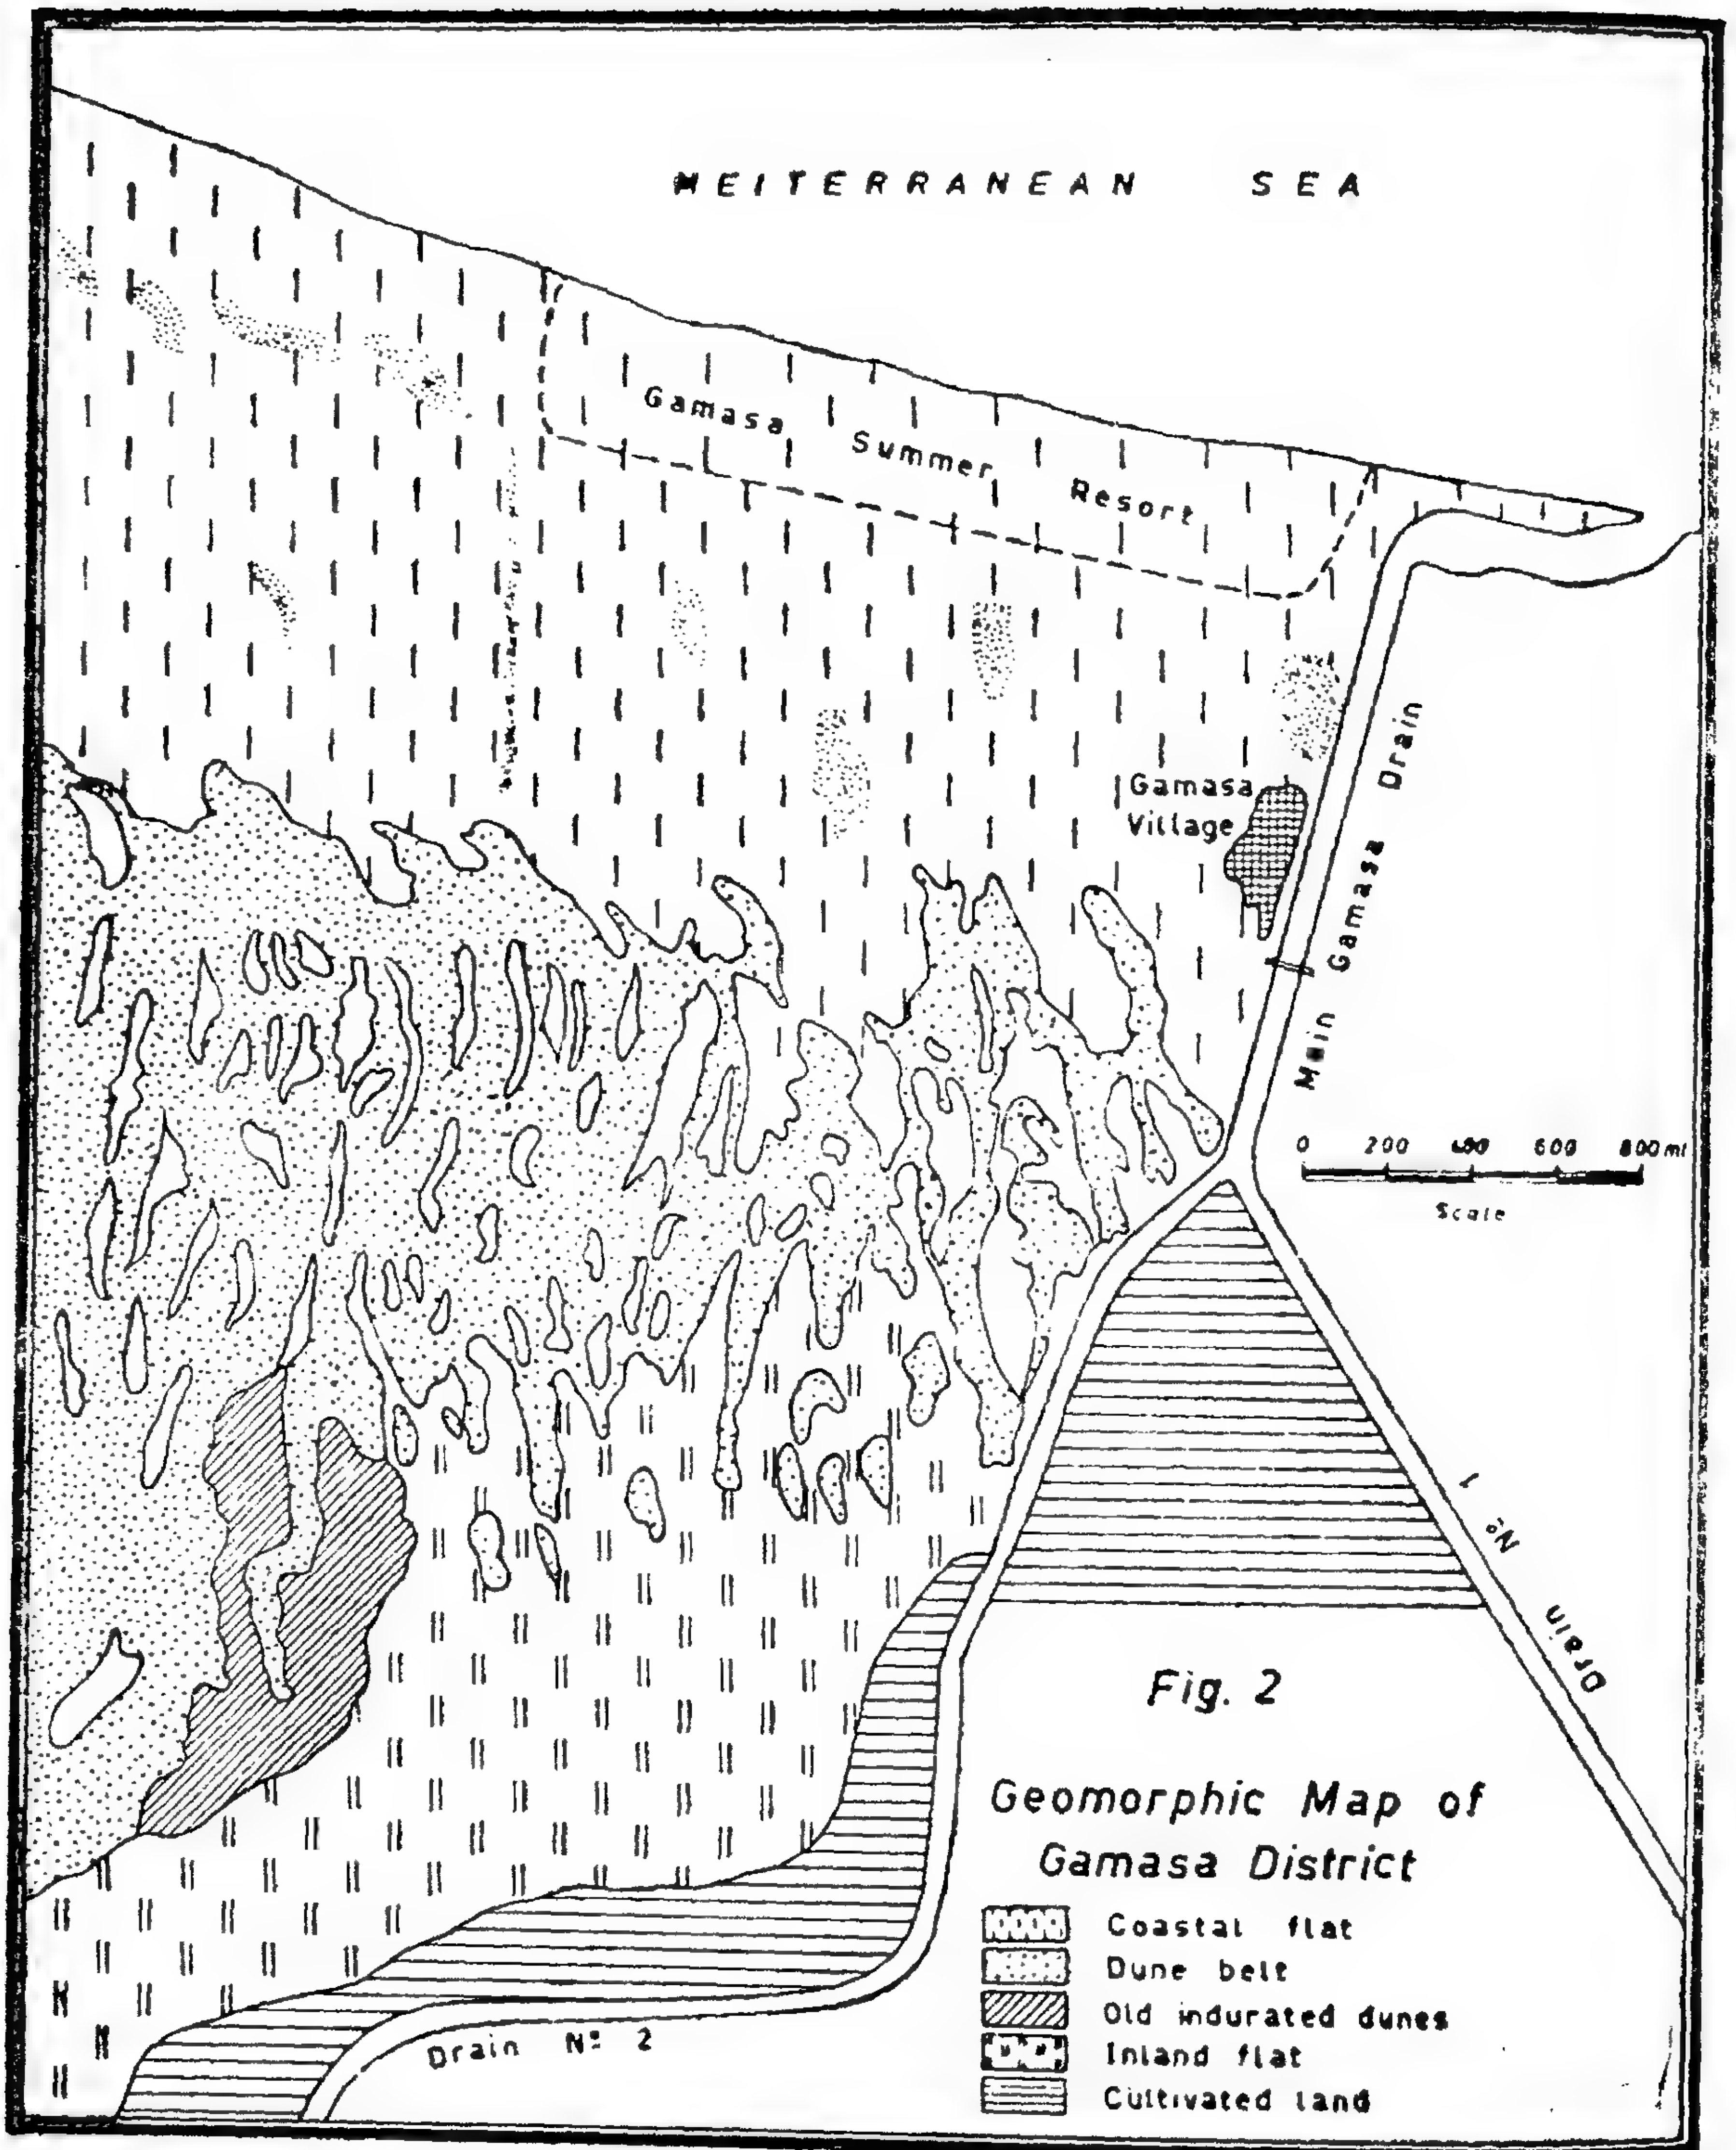 MEITERRANEAN SEA
Gamasa Summer Resort
Gamasa
Village
Main Gamasa Drain
0 200 400 600 800 mt
Scale
Drain Nº 1
Fig. 2
Geomorphic Map of
Gamasa District
Coastal flat
Dune belt
Old indurated dunes
Inland flat
Cultivated land
Drain Nº 2